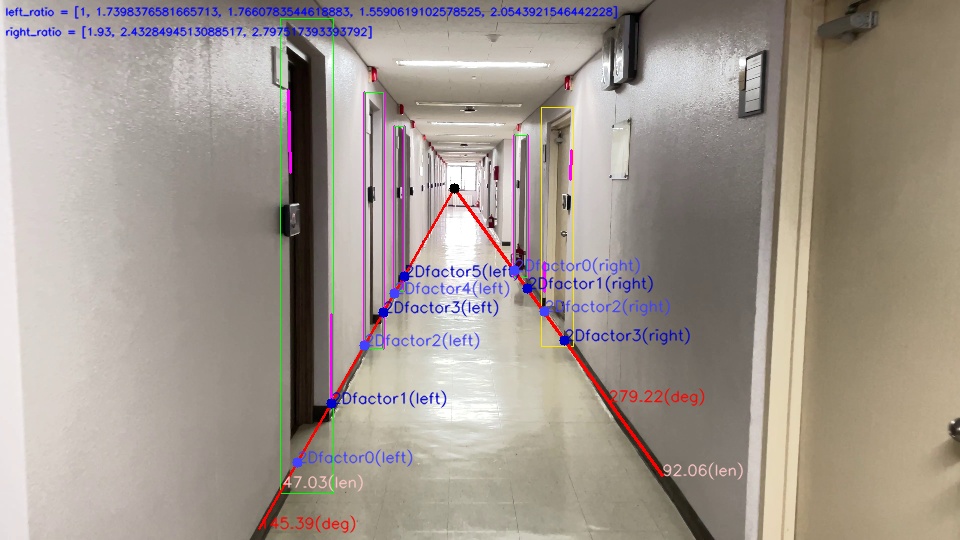 left_ratio = [1, 1.7398376581665713, 1.7660783544618883, 1.5590619102578525, 2.0543921546442228]
right_ratio = [1.93, 2.4328494513088517, 2.797517393393792]
2Dfactor0(right)
2Dfactor5(left)
2Dfactor1(right)
2Dfactor4(left)
2Dfactor3(left)
2Dfactor2(right)
2Dfactor2(left)
2Dfactor3(right)
2Dfactor1(left)
279.22(deg)
2Dfactor0(left)
47.03(len)
92.06(len)
145.39(deg)